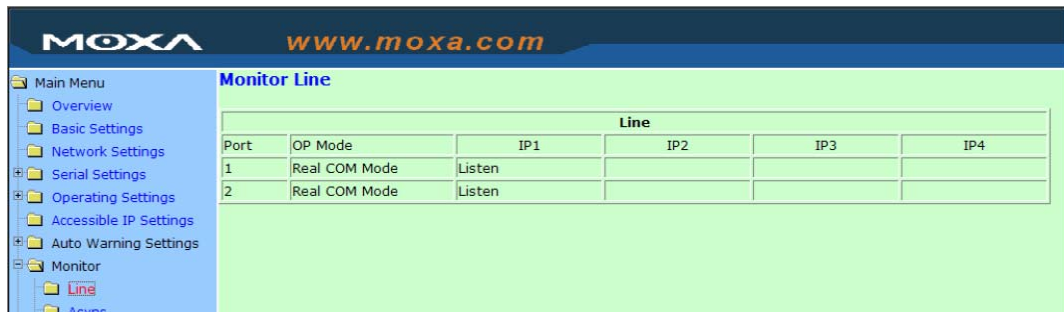 MOXA www.moxa.com
Main Menu
Overview
Basic Settings
Network Settings
Serial Settings
Operating Settings
Accessible IP Settings
Auto Warning Settings
Monitor
Line
Async
Monitor Line
Line
Port OP Mode IP1 IP2 IP3 IP4
1 Real COM Mode Listen
2 Real COM Mode Listen